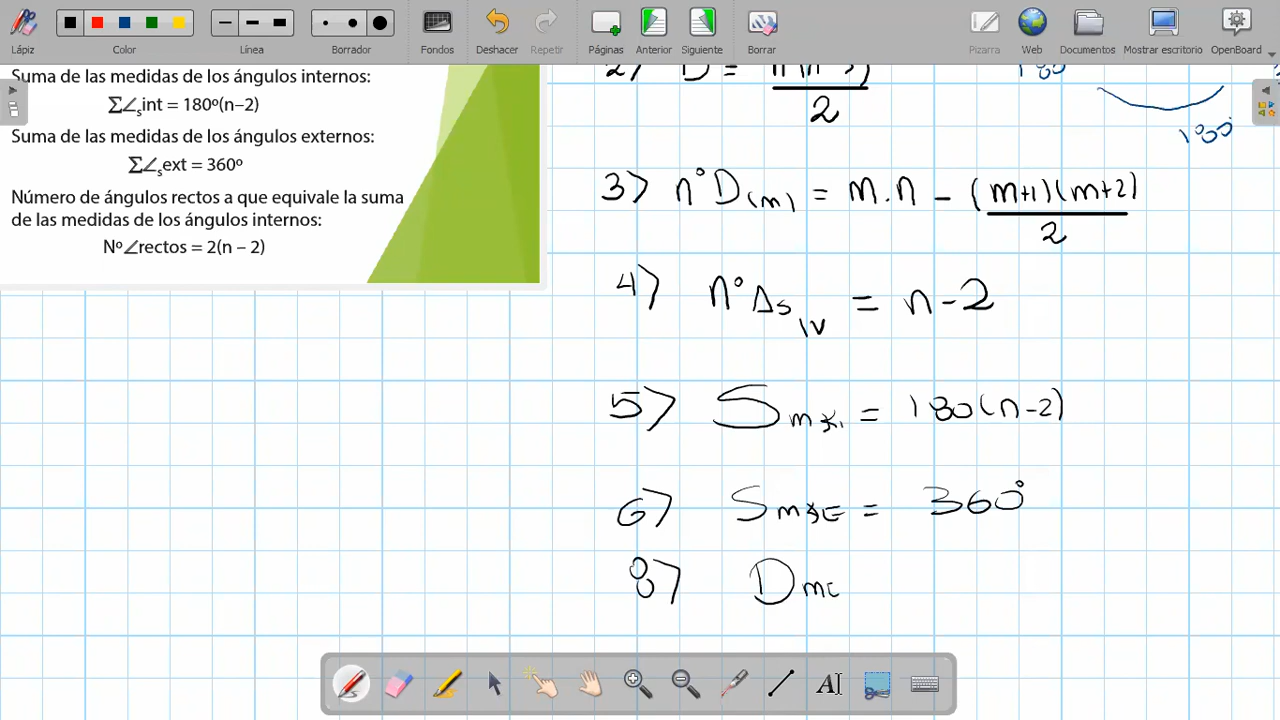 Lápiz Color Línea Borrador Fondos Deshacer Repetir Páginas Anterior Siguiente Borrar Pizarra Web Documentos Mostrar escritorio OpenBoard
Suma de las medidas de los ángulos internos:
∑∠sint = 180º(n–2)
Suma de las medidas de los ángulos externos:
∑∠sext = 360º
Número de ángulos rectos a que equivale la suma
de las medidas de los ángulos internos:
Nº∠rectos = 2(n – 2)
2
180°
3> n°D(m) = m.n - (m+1)(m+2)
2
4> n°Δs IV = n-2
5> Sm∡i = 180(n-2)
6> Sm∡E = 360°
8> Dmc